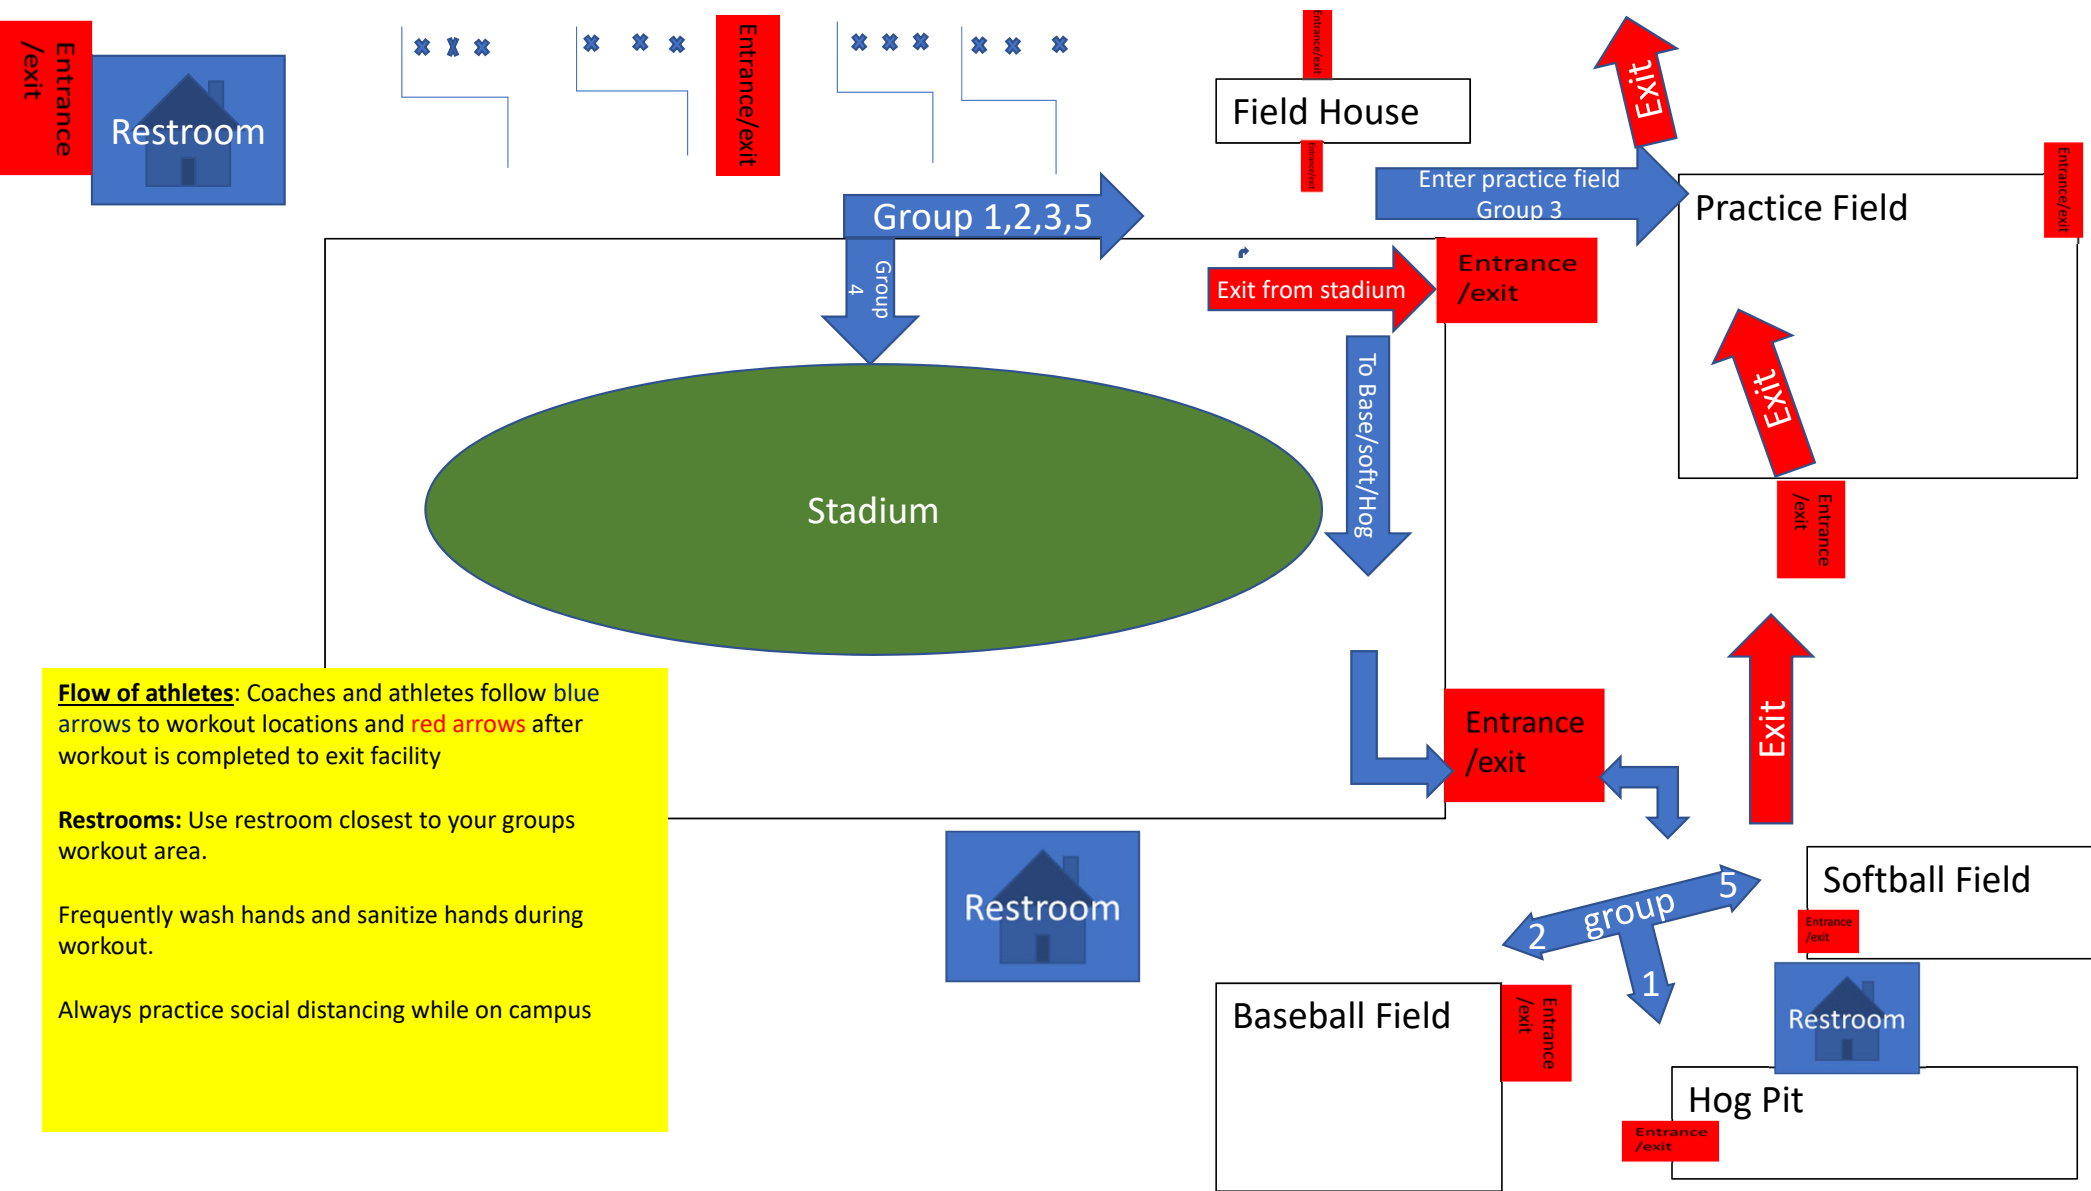 Entrance
/exit
Restroom
Entrance/exit
Entrance/exit
Field House
Entrance/exit
Exit
Enter practice field
Group 3
Practice Field
Entrance/exit
Group 1,2,3,5
Group
4
Exit from stadium
Entrance
/exit
To Base/soft/Hog
Exit
Stadium
Entrance
/exit
Flow of athletes: Coaches and athletes follow blue
arrows to workout locations and red arrows after
workout is completed to exit facility
Restrooms: Use restroom closest to your groups
workout area.
Frequently wash hands and sanitize hands during
workout.
Always practice social distancing while on campus
Entrance
/exit
Exit
Restroom
2 group 5
1
Softball Field
Entrance
/exit
Restroom
Baseball Field
Entrance
/exit
Hog Pit
Entrance
/exit